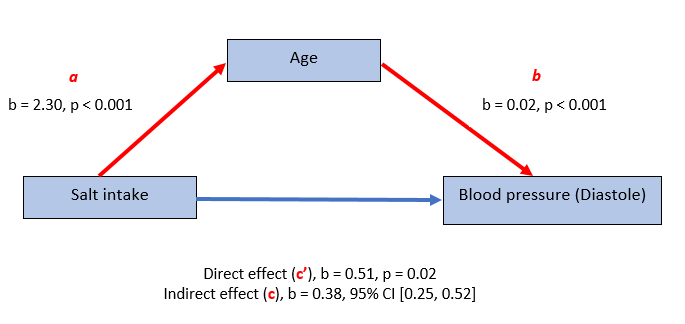 Age
a
b
b = 2.30, p < 0.001
b = 0.02, p < 0.001
Salt intake
Blood pressure (Diastole)
Direct effect (c’), b = 0.51, p = 0.02
Indirect effect (c), b = 0.38, 95% CI [0.25, 0.52]